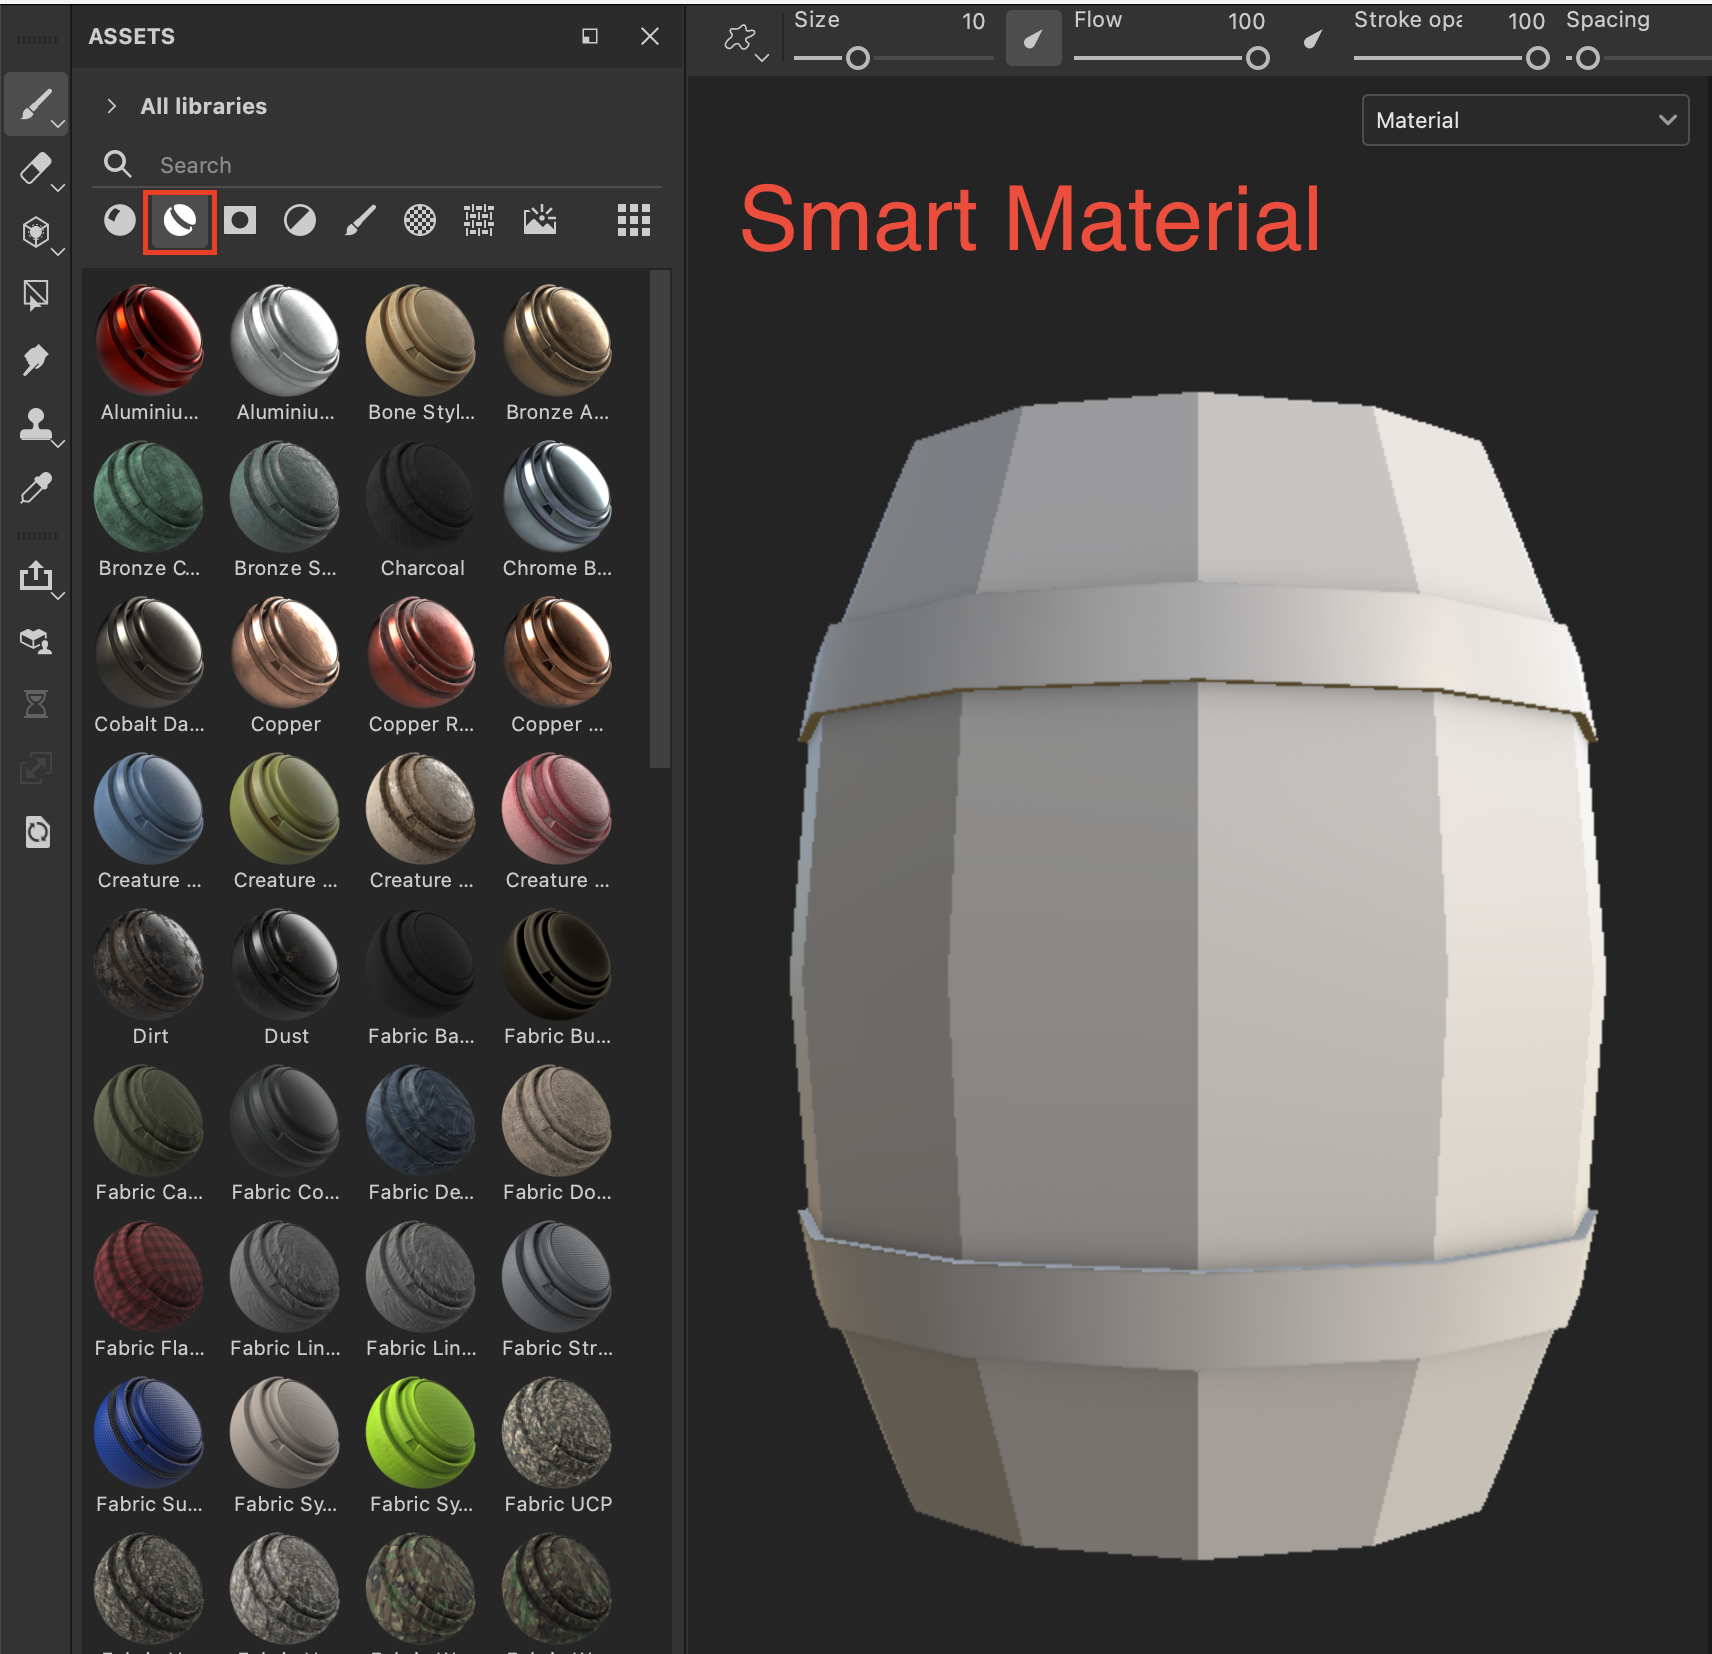 ASSETS
Size 10
Flow 100
Stroke opa 100
Spacing
All libraries
Search
Material
Smart Material
Aluminiu... Aluminiu... Bone Styl... Bronze A...
Bronze C... Bronze S... Charcoal Chrome B...
Cobalt Da... Copper Copper R... Copper ...
Creature ... Creature ... Creature ... Creature ...
Dirt Dust Fabric Ba... Fabric Bu...
Fabric Ca... Fabric Co... Fabric De... Fabric Do...
Fabric Fla... Fabric Lin... Fabric Lin... Fabric Str...
Fabric Su... Fabric Sy... Fabric Sy... Fabric UCP